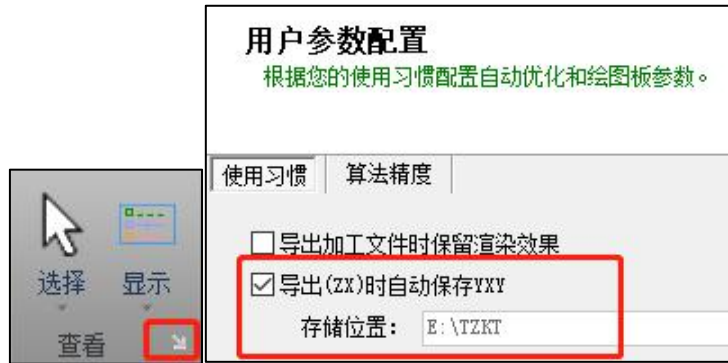 用户参数配置
根据您的使用习惯配置自动优化和绘图板参数。
使用习惯 算法精度
导出加工文件时保留渲染效果
导出(ZX)时自动保存YXY
存储位置： E:\TZKT
选择 显示
查看